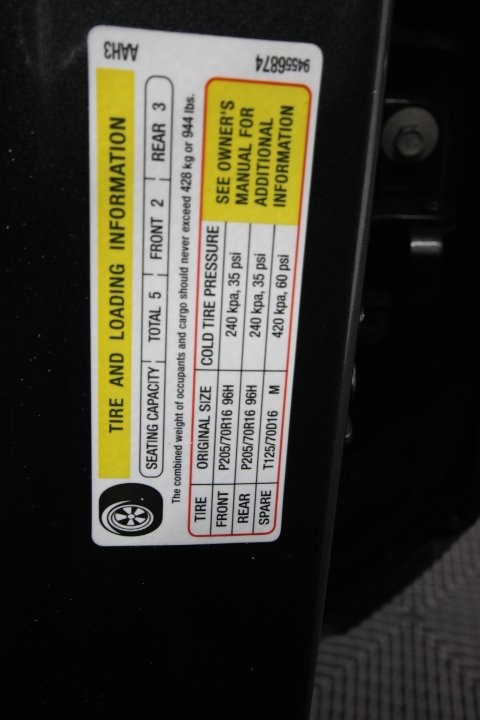 TIRE AND LOADING INFORMATION
SEATING CAPACITY TOTAL 5 FRONT 2 REAR 3
The combined weight of occupants and cargo should never exceed 428 kg or 944 lbs.
TIRE ORIGINAL SIZE COLD TIRE PRESSURE
FRONT P205/70R16 96H 240 kpa, 35 psi
REAR P205/70R16 96H 240 kpa, 35 psi
SPARE T125/70D16 M 420 kpa, 60 psi
SEE OWNER'S
MANUAL FOR
ADDITIONAL
INFORMATION
AAH3
94556874